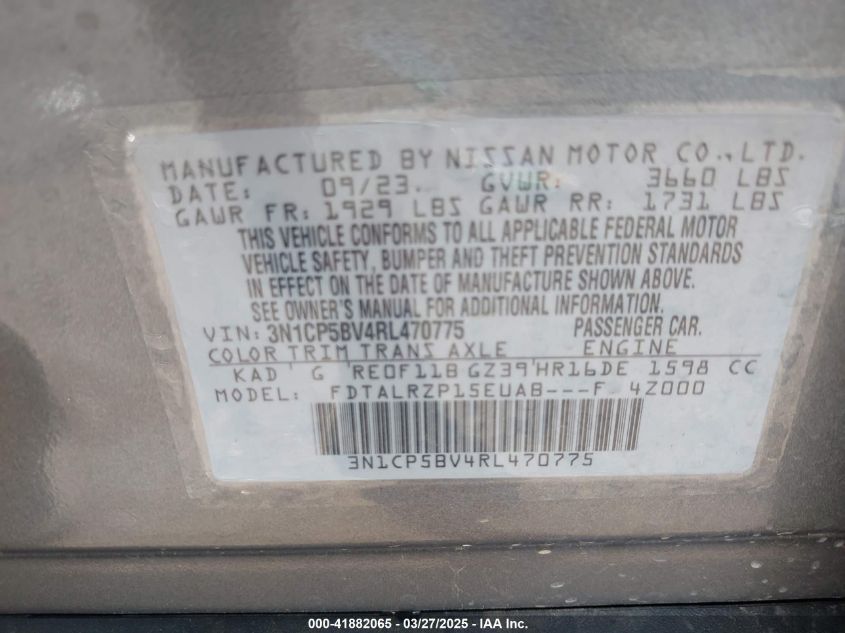 MANUFACTURED BY NISSAN MOTOR CO., LTD.
DATE: 09/23 GVWR: 3660 LBS
GAWR FR: 1929 LBS GAWR RR: 1731 LBS
THIS VEHICLE CONFORMS TO ALL APPLICABLE FEDERAL MOTOR
VEHICLE SAFETY, BUMPER AND THEFT PREVENTION STANDARDS
IN EFFECT ON THE DATE OF MANUFACTURE SHOWN ABOVE.
SEE OWNER'S MANUAL FOR ADDITIONAL INFORMATION.
VIN: 3N1CP5BV4RL470775 PASSENGER CAR.
COLOR TRIM TRANS AXLE ENGINE
KAD G RE0F11B GZ39 HR16DE 1598 CC
MODEL: FDTALRZP15EUAB---F 4Z000
3N1CP5BV4RL470775
000-41882065 — 03/27/2025 - IAAI.com.